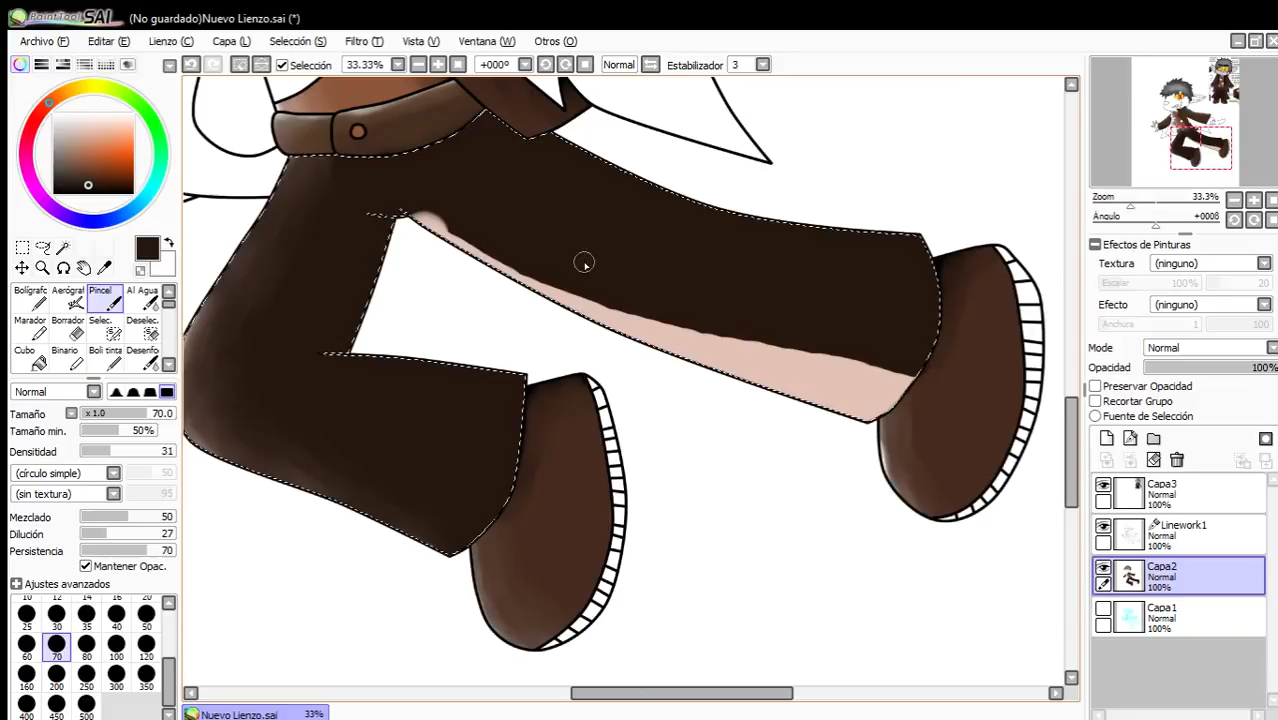 PaintTool SAI (No guardado)Nuevo Lienzo.sai (*)
Archivo (F) Editar (E) Lienzo (C) Capa (L) Selección (S) Filtro (T) Vista (V) Ventana (W) Otros (O)
Selección 33.33% +000º Normal Estabilizador 3
Zoom 33.3%
Ángulo +000º
Efectos de Pinturas
Textura (ninguno)
Escalar 100% 20
Efecto (ninguno)
Anchura 1 100
Mode Normal
Opacidad 100%
Preservar Opacidad
Recortar Grupo
Fuente de Selección
Capa3
Normal
100%
Linework1
Normal
100%
Capa2
Normal
100%
Capa1
Normal
100%
Bolígrafo Aerógraf Pincel Al Agua
Marador Borrador Selec. Deselec.
Cubo Binario Boli tinta Desenfo
Normal
Tamaño x 1.0 70.0
Tamaño min. 50%
Densitidad 31
(círculo simple) 50
(sin textura) 95
Mezclado 50
Dilución 27
Persistencia 70
Mantener Opac.
Ajustes avanzados
10 12 14 16 20
25 30 35 40 50
60 70 80 100 120
160 200 250 300 350
400 450 500
Nuevo Lienzo.sai 33%